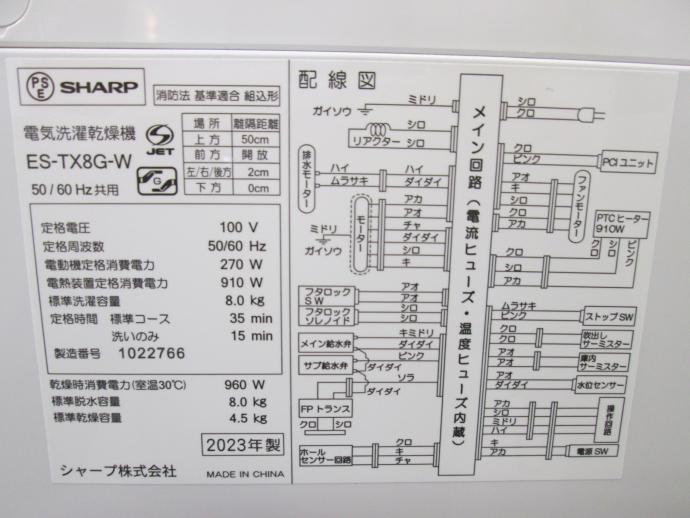 PS
E
SHARP
消防法 基準適合 組込形
電気洗濯乾燥機
ES-TX8G-W
50/60 Hz共用
S
JET
G
場所 離隔距離
上方 50cm
前方 開放
左/右/後方 2cm
下方 0cm
定格電圧 100 V
定格周波数 50/60 Hz
電動機定格消費電力 270 W
電熱装置定格消費電力 910 W
標準洗濯容量 8.0 kg
定格時間 標準コース 35 min
洗いのみ 15 min
製造番号 1022766
乾燥時消費電力(室温30℃) 960 W
標準脱水容量 8.0 kg
標準乾燥容量 4.5 kg
2023年製
シャープ株式会社
MADE IN CHINA
配線図
メイン回路(電流ヒューズ・温度ヒューズ内蔵)
ミドリ
ガイソウ
シロ
リアクター
シロ
排水モーター
ハイ
ムラサキ
ダイダイ
モーター
アカ
アオ
チャ
ダイダイ
シロ
キ
ミドリ
ガイソウ
フタロックSW
アオ
アオ
フタロックソレノイド
シロ
シロ
メイン給水弁
キミドリ
ダイダイ
サブ給水弁
ピンク
ダイダイ
ソラ
ダイダイ
FPトランス
クロ
シロ
ホールセンサー回路
クロ
キ
チャ
シロ
クロ
クロ
ピンク
PCIユニット
アオ
キ
シロ
クロ
アオ
アカ
ファンモーター
PTCヒーター
910W
クロ
シロ
ピンク
クロ
シロ
アカ
ムラサキ
ピンク
ストップSW
クロ
クロ
吹出しサーミスター
アオ
アオ
庫内サーミスター
アオ
ダイダイ
水位センサー
アカ
シロ
ミドリ
ハイ
操作回路
キ
アカ
電源SW